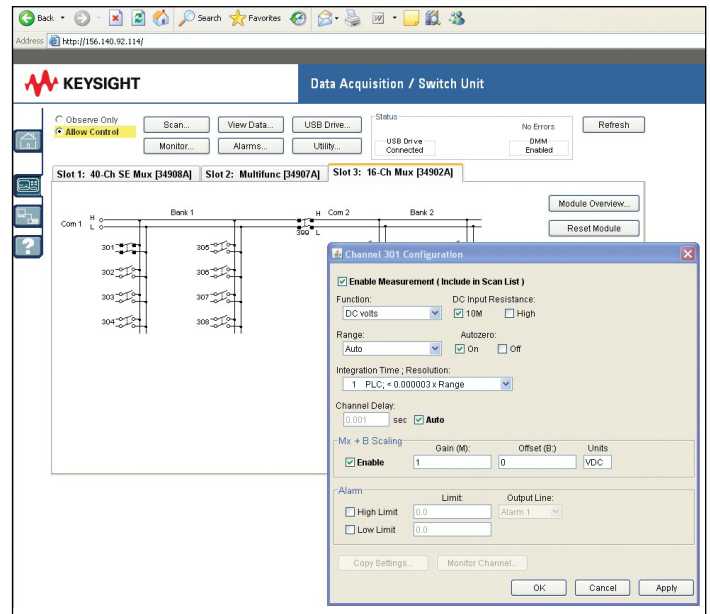 Back Search Favorites
Address http://156.140.92.114/
KEYSIGHT Data Acquisition / Switch Unit
Observe Only
Allow Control
Scan... View Data... USB Drive...
Monitor... Alarms... Utility...
Status
No Errors
USB Drive Connected
DMM Enabled
Refresh
Slot 1: 40-Ch SE Mux [34908A] Slot 2: Multifunc [34907A] Slot 3: 16-Ch Mux [34902A]
Module Overview...
Reset Module
Bank 1 H Com 2 Bank 2
Com 1 H
L
399 L
301 305
302 306
303 307
304 308
Channel 301 Configuration
Enable Measurement ( Include in Scan List )
Function: DC Input Resistance:
DC volts 10M High
Range: Autozero:
Auto On Off
Integration Time ; Resolution:
1 PLC; < 0.000003 x Range
Channel Delay:
0.001 sec Auto
Mx + B Scaling
Gain (M): Offset (B:) Units
Enable 1 0 VDC
Alarm
Limit: Output Line:
High Limit 0.0 Alarm 1
Low Limit 0.0
Copy Settings... Monitor Channel...
OK Cancel Apply